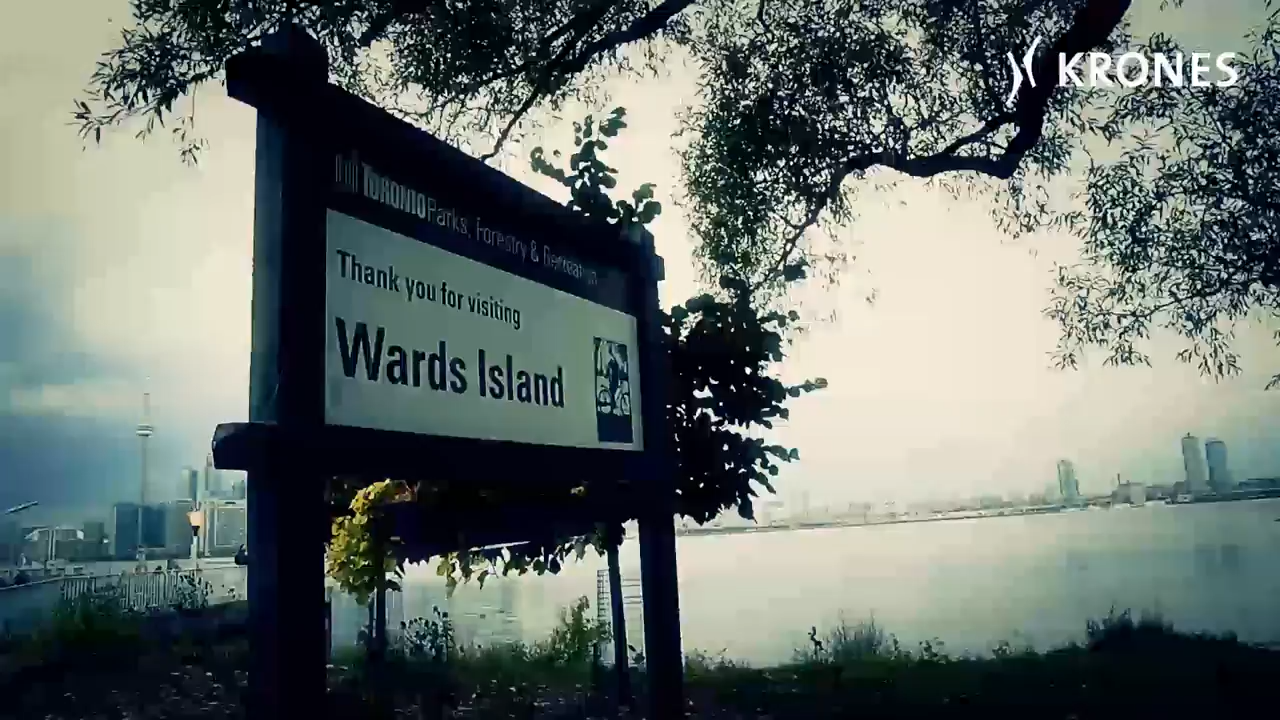 KRONES
TORONTO Parks, Forestry & Recreation
Thank you for visiting
Wards Island